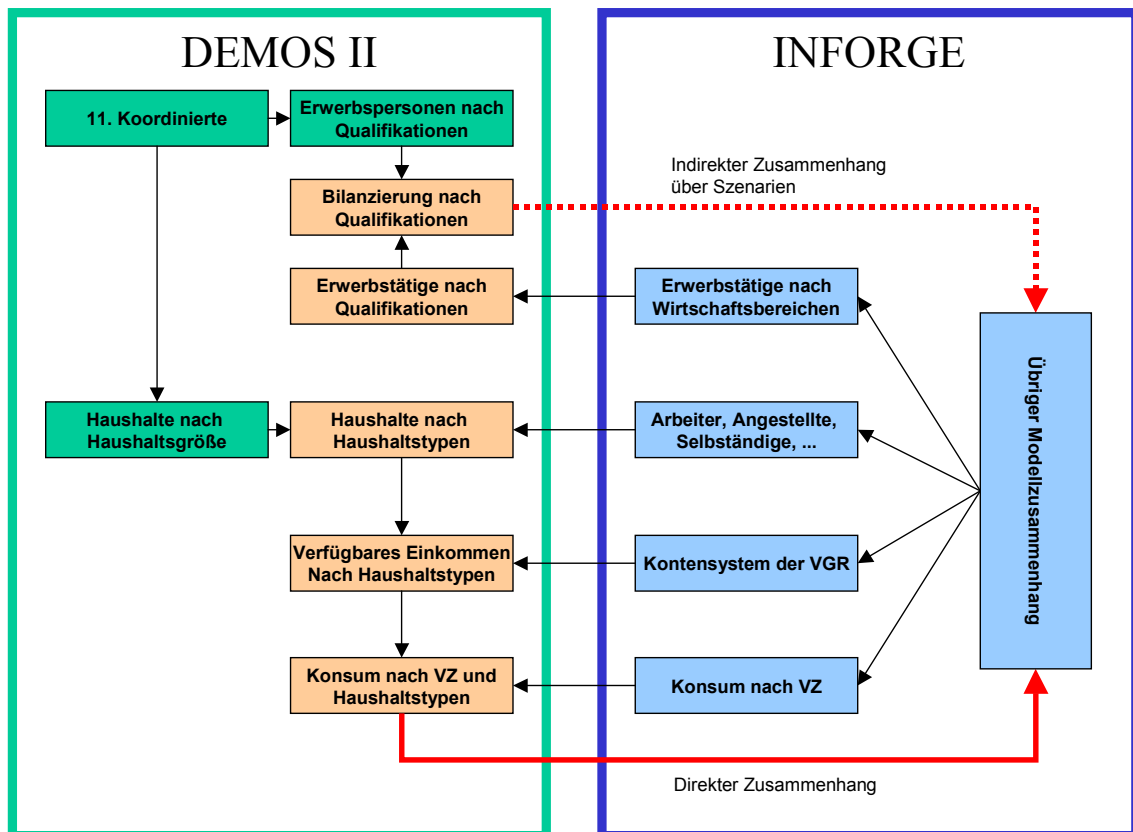 DEMOS II
INFORGE
11. Koordinierte
Erwerbspersonen nach
Qualifikationen
Indirekter Zusammenhang
über Szenarien
Bilanzierung nach
Qualifikationen
Erwerbstätige nach
Qualifikationen
Erwerbstätige nach
Wirtschaftsbereichen
Übriger Modellzusammenhang
Haushalte nach
Haushaltsgröße
Haushalte nach
Haushaltstypen
Arbeiter, Angestellte,
Selbständige, ...
Verfügbares Einkommen
Nach Haushaltstypen
Kontensystem der VGR
Konsum nach VZ und
Haushaltstypen
Konsum nach VZ
Direkter Zusammenhang